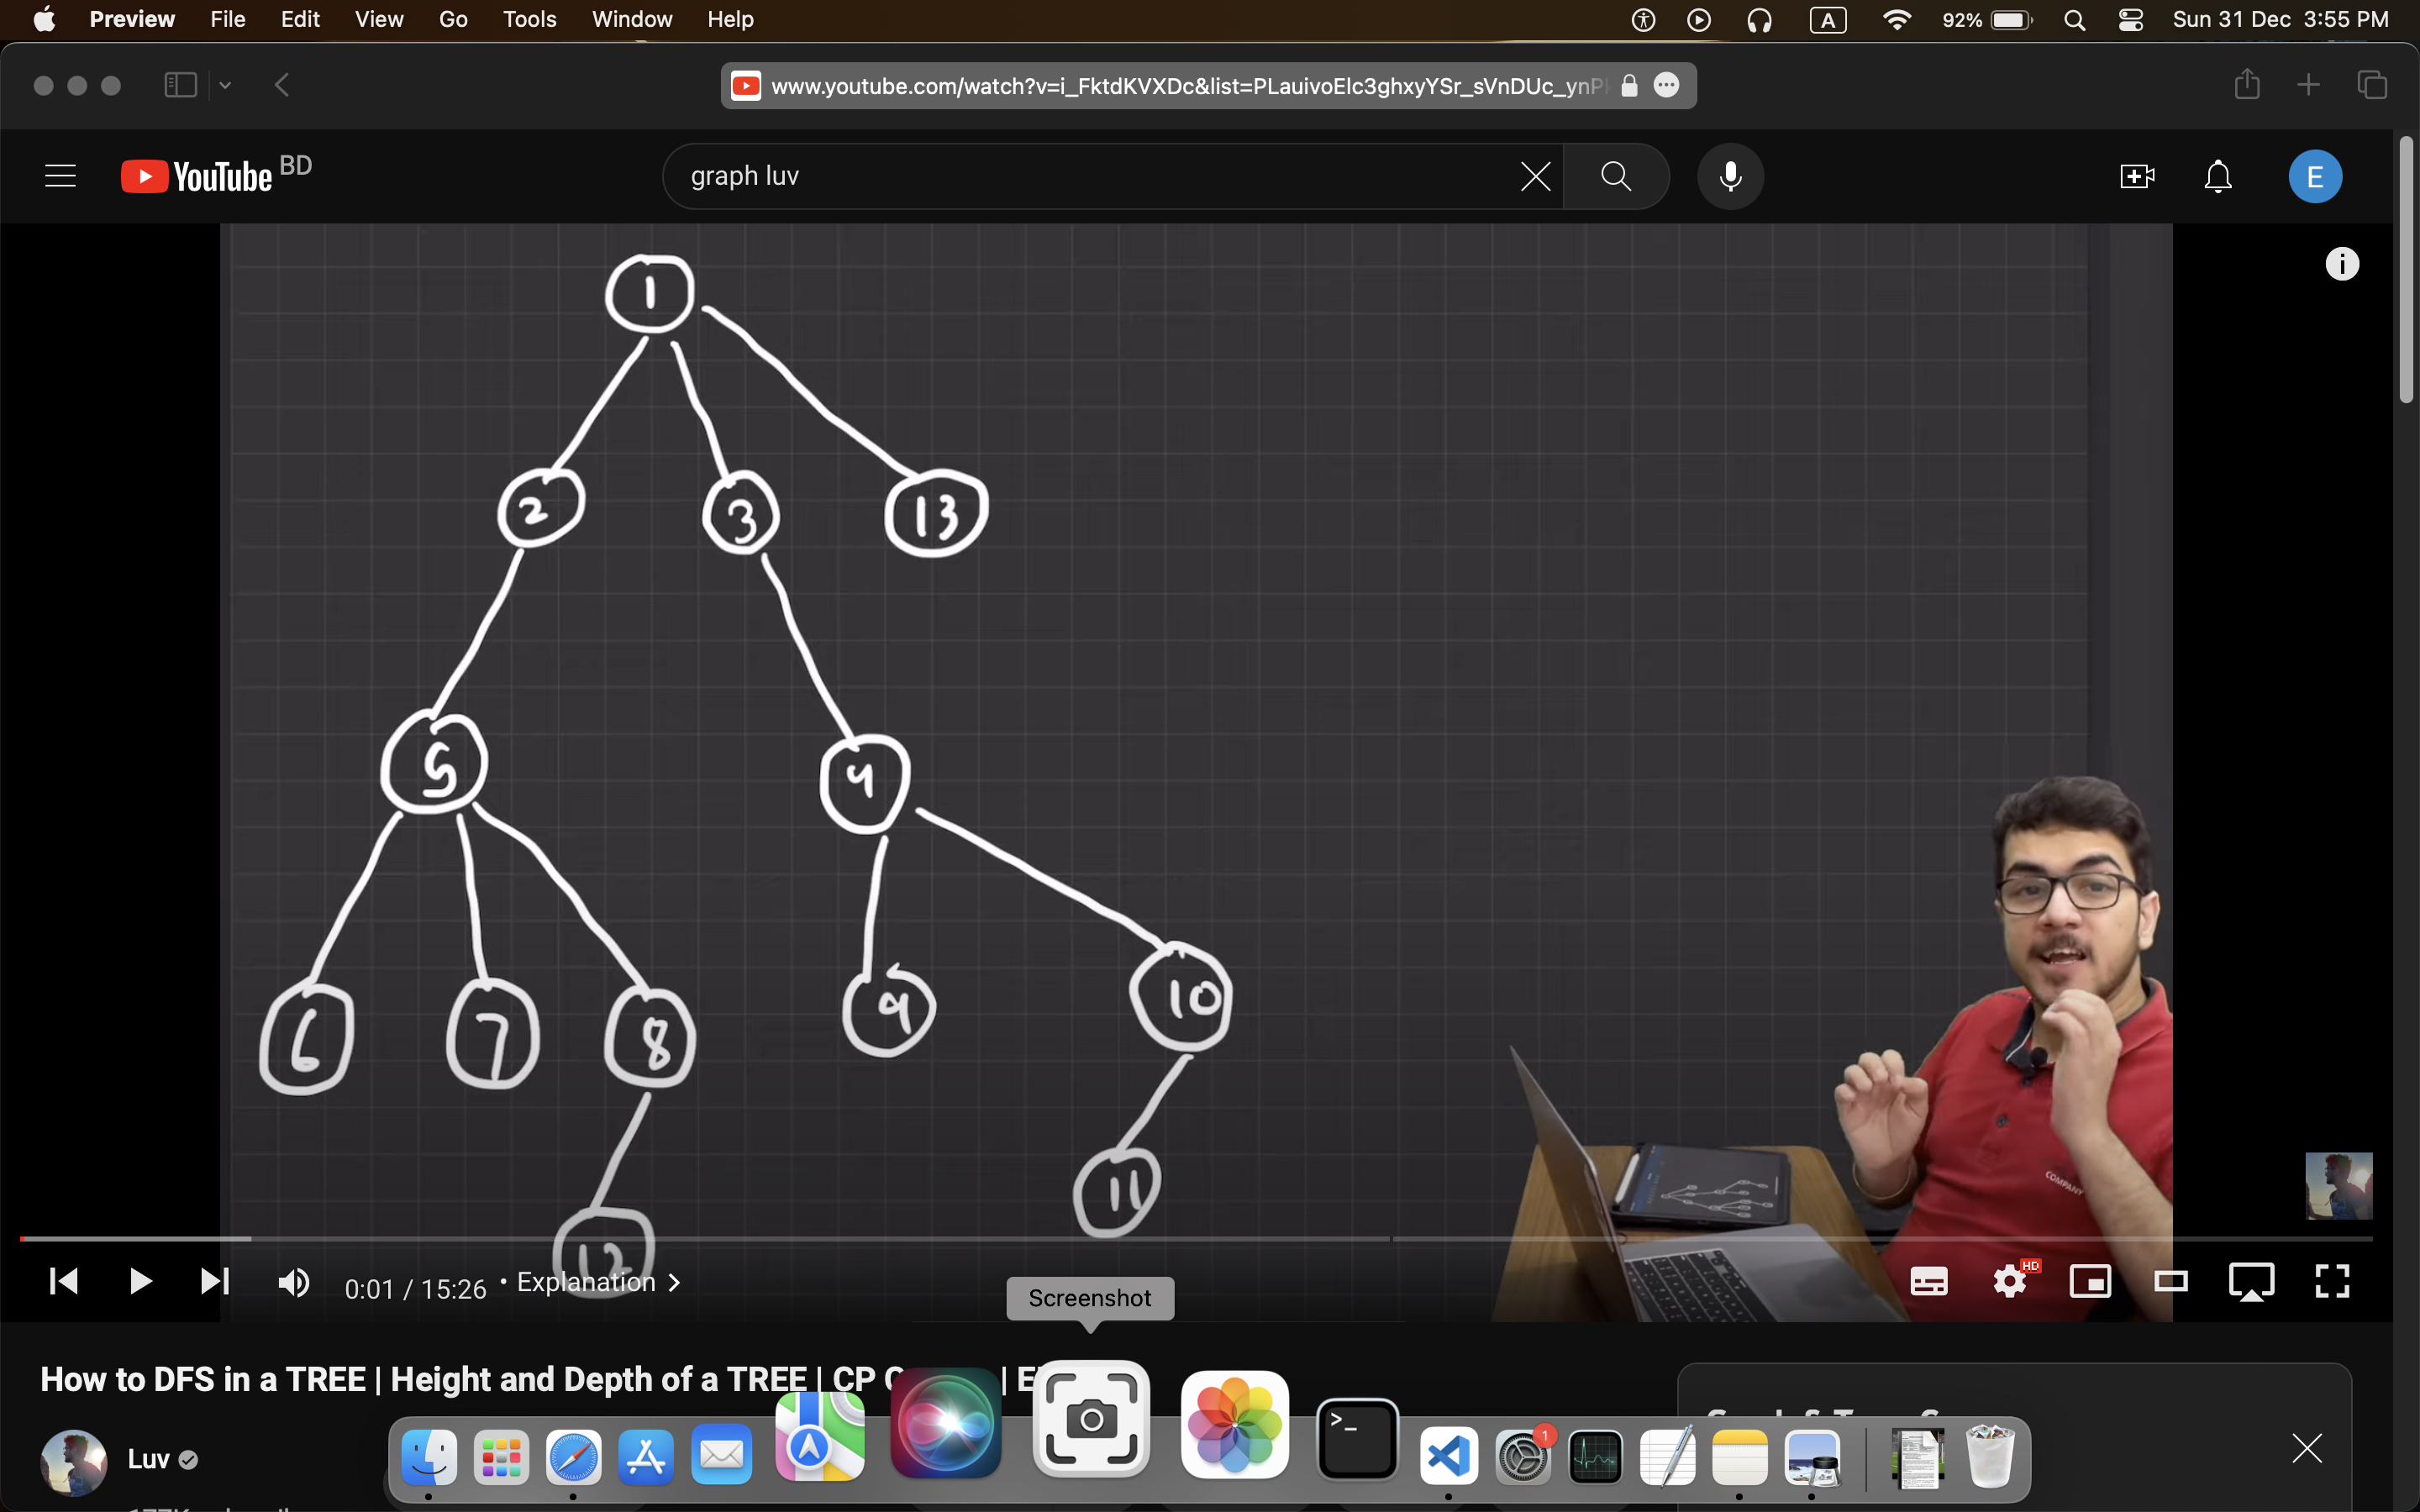 Preview File Edit View Go Tools Window Help A 92% Sun 31 Dec 3:55 PM
www.youtube.com/watch?v=i_FktdKVXDc&list=PLauivoElc3ghxyYSr_sVnDUc_ynP
YouTube BD graph luv E
1
2 3 13
5 4
6 7 8 9 10
11
12
COMPANY
0:01 / 15:26 • Explanation
HD
Screenshot
How to DFS in a TREE | Height and Depth of a TREE | CP
Luv
1